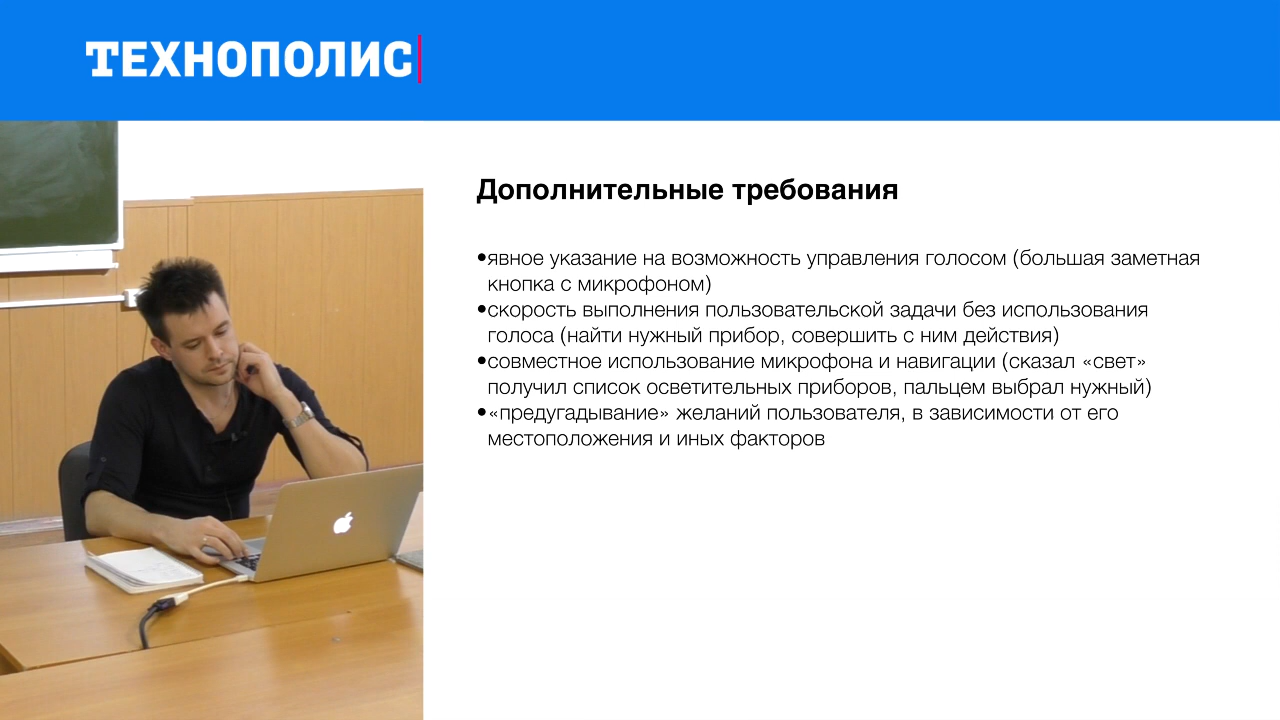 ТЕХНОПОЛИС
Дополнительные требования
•явное указание на возможность управления голосом (большая заметная
кнопка с микрофоном)
•скорость выполнения пользовательской задачи без использования
голоса (найти нужный прибор, совершить с ним действия)
•совместное использование микрофона и навигации (сказал «свет»
получил список осветительных приборов, пальцем выбрал нужный)
•«предугадывание» желаний пользователя, в зависимости от его
местоположения и иных факторов